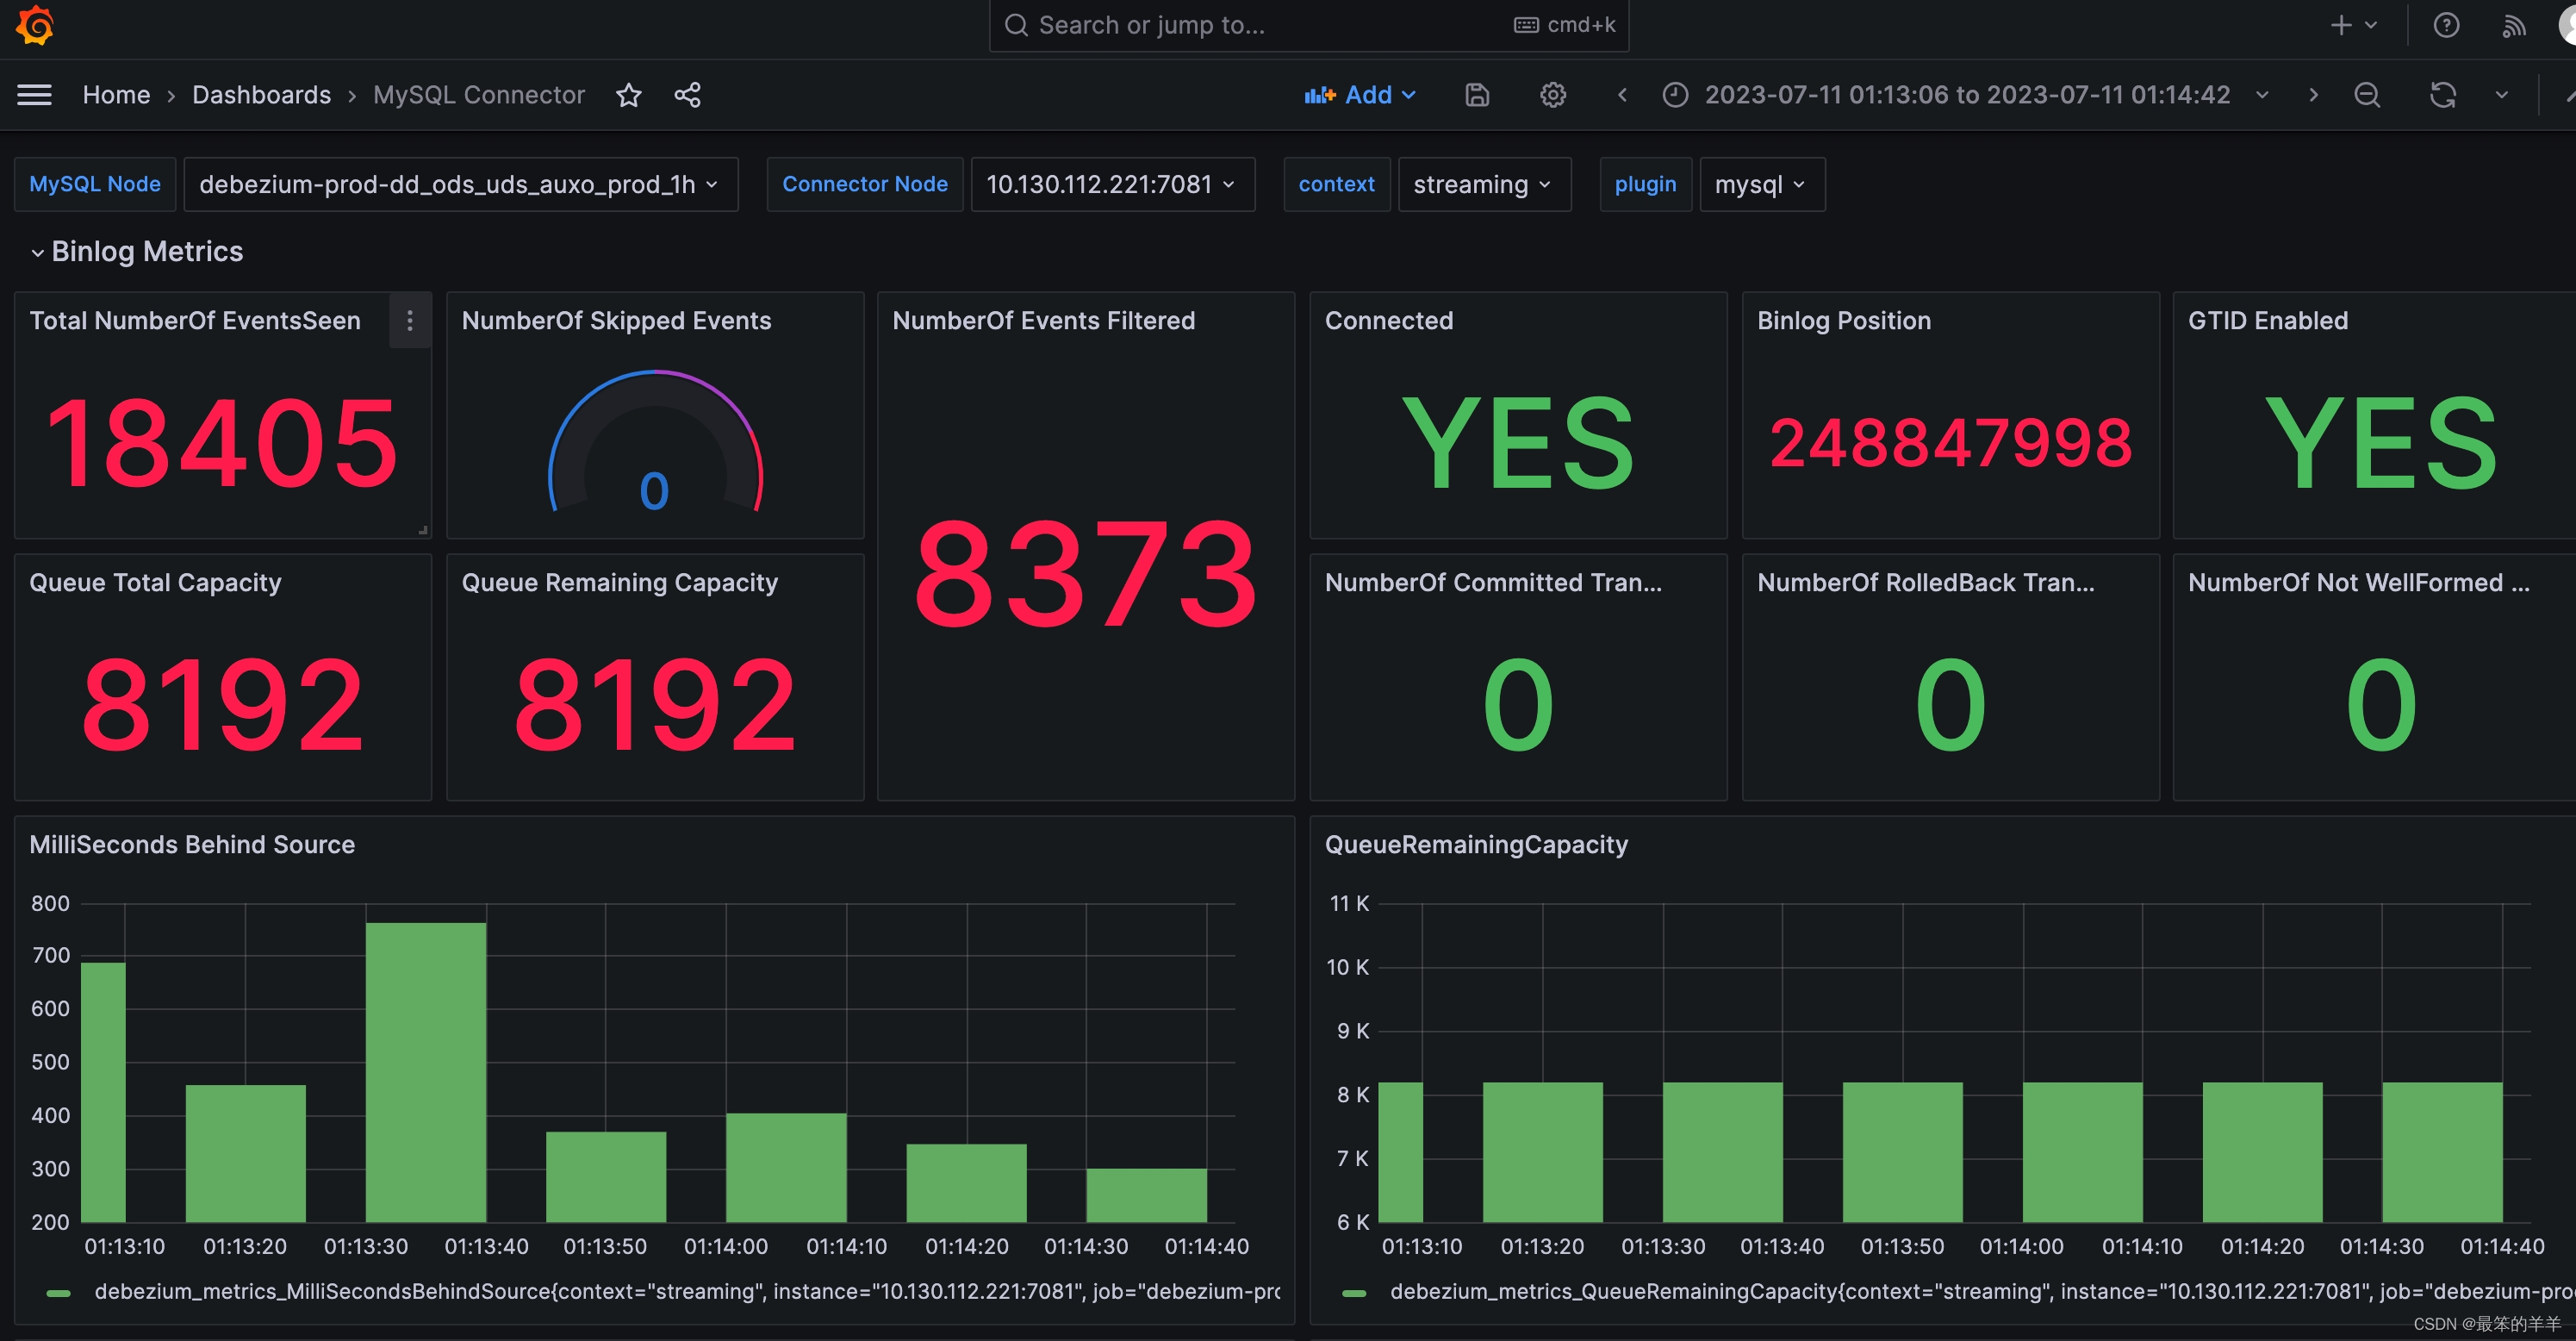 Search or jump to... cmd+k
Home › Dashboards › MySQL Connector Add 2023-07-11 01:13:06 to 2023-07-11 01:14:42
MySQL Node debezium-prod-dd_ods_uds_auxo_prod_1h Connector Node 10.130.112.221:7081 context streaming plugin mysql
Binlog Metrics
Total NumberOf EventsSeen
18405
NumberOf Skipped Events
0
NumberOf Events Filtered
8373
Connected
YES
Binlog Position
248847998
GTID Enabled
YES
Queue Total Capacity
8192
Queue Remaining Capacity
8192
NumberOf Committed Tran...
0
NumberOf RolledBack Tran...
0
NumberOf Not WellFormed ...
0
MilliSeconds Behind Source
800
700
600
500
400
300
200
01:13:10 01:13:20 01:13:30 01:13:40 01:13:50 01:14:00 01:14:10 01:14:20 01:14:30 01:14:40
debezium_metrics_MilliSecondsBehindSource{context="streaming", instance="10.130.112.221:7081", job="debezium-prc
QueueRemainingCapacity
11 K
10 K
9 K
8 K
7 K
6 K
01:13:10 01:13:20 01:13:30 01:13:40 01:13:50 01:14:00 01:14:10 01:14:20 01:14:30 01:14:40
debezium_metrics_QueueRemainingCapacity{context="streaming", instance="10.130.112.221:7081", job="debezium-pro
CSDN @最笨的羊羊